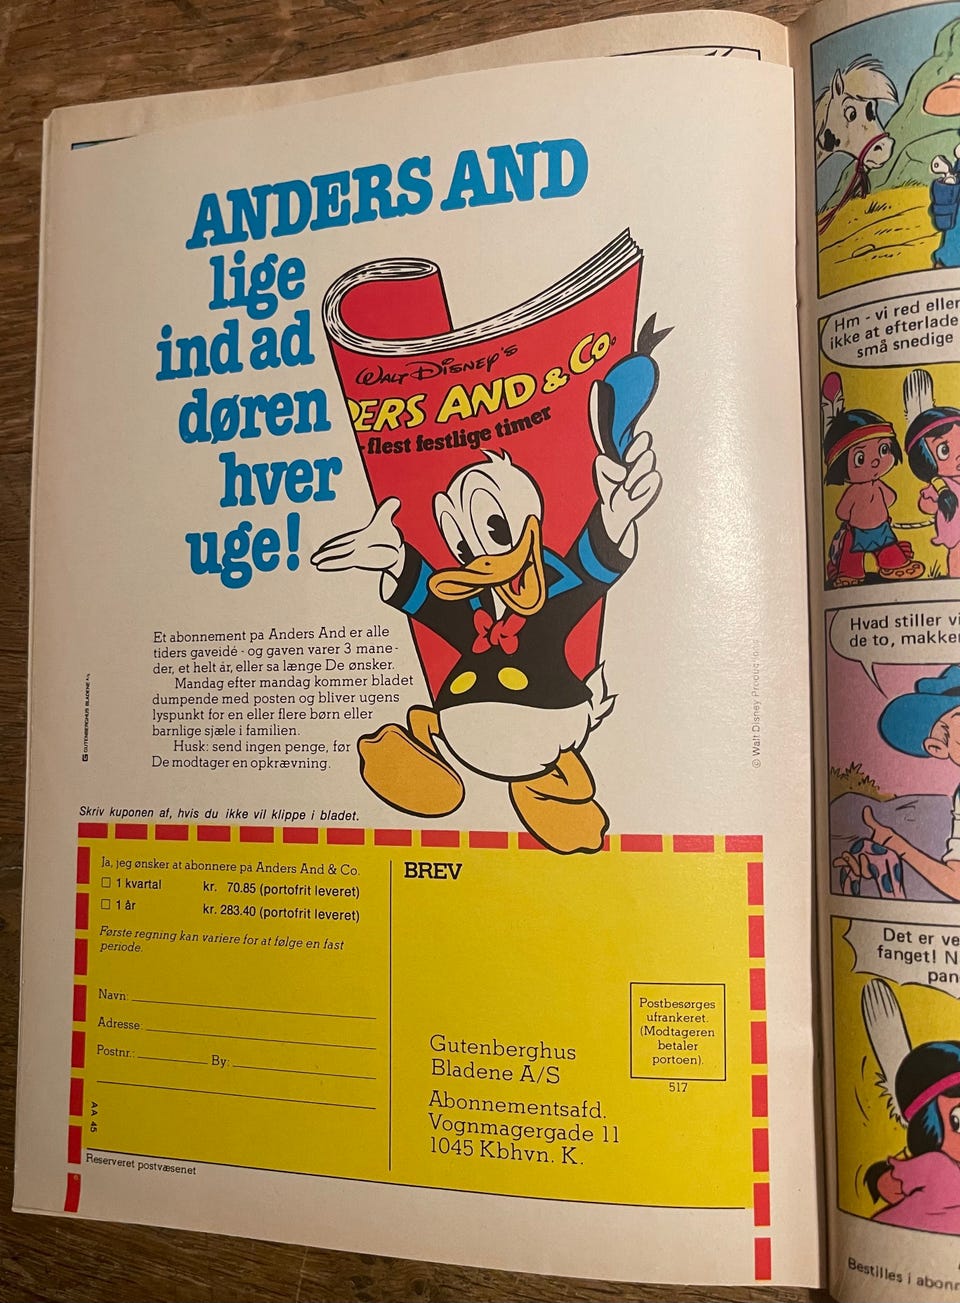 ANDERS AND
lige
ind ad
døren
hver
uge!
WALT DISNEY'S
DERS AND & Co.
- flest festlige timer
Et abonnement på Anders And er alle
tiders gaveidé - og gaven varer 3 mane-
der, et helt år, eller sa længe De ønsker.
Mandag efter mandag kommer bladet
dumpende med posten og bliver ugens
lyspunkt for en eller flere børn eller
barnlige sjæle i familien.
Husk: send ingen penge, før
De modtager en opkrævning.
GUTENBERGHUS BLADENE A/S
© Walt Disney Productions
Skriv kuponen af, hvis du ikke vil klippe i bladet.
Ja, jeg ønsker at abonnere på Anders And & Co.
1 kvartal kr. 70.85 (portofrit leveret)
1 år kr. 283.40 (portofrit leveret)
Første regning kan variere for at følge en fast
periode.
Navn:
Adresse:
Postnr.: By:
AA 45
Reserveret postvæsenet
BREV
Postbesørges
ufrankeret.
(Modtageren
betaler
portoen).
517
Gutenberghus
Bladene A/S
Abonnementsafd.
Vognmagergade 11
1045 Kbhvn. K.
Hm - vi red eller
ikke at efterlade
små snedige
Hvad stiller vi
de to, makker
Det er ve
fanget! N
pan
Bestilles i abonn